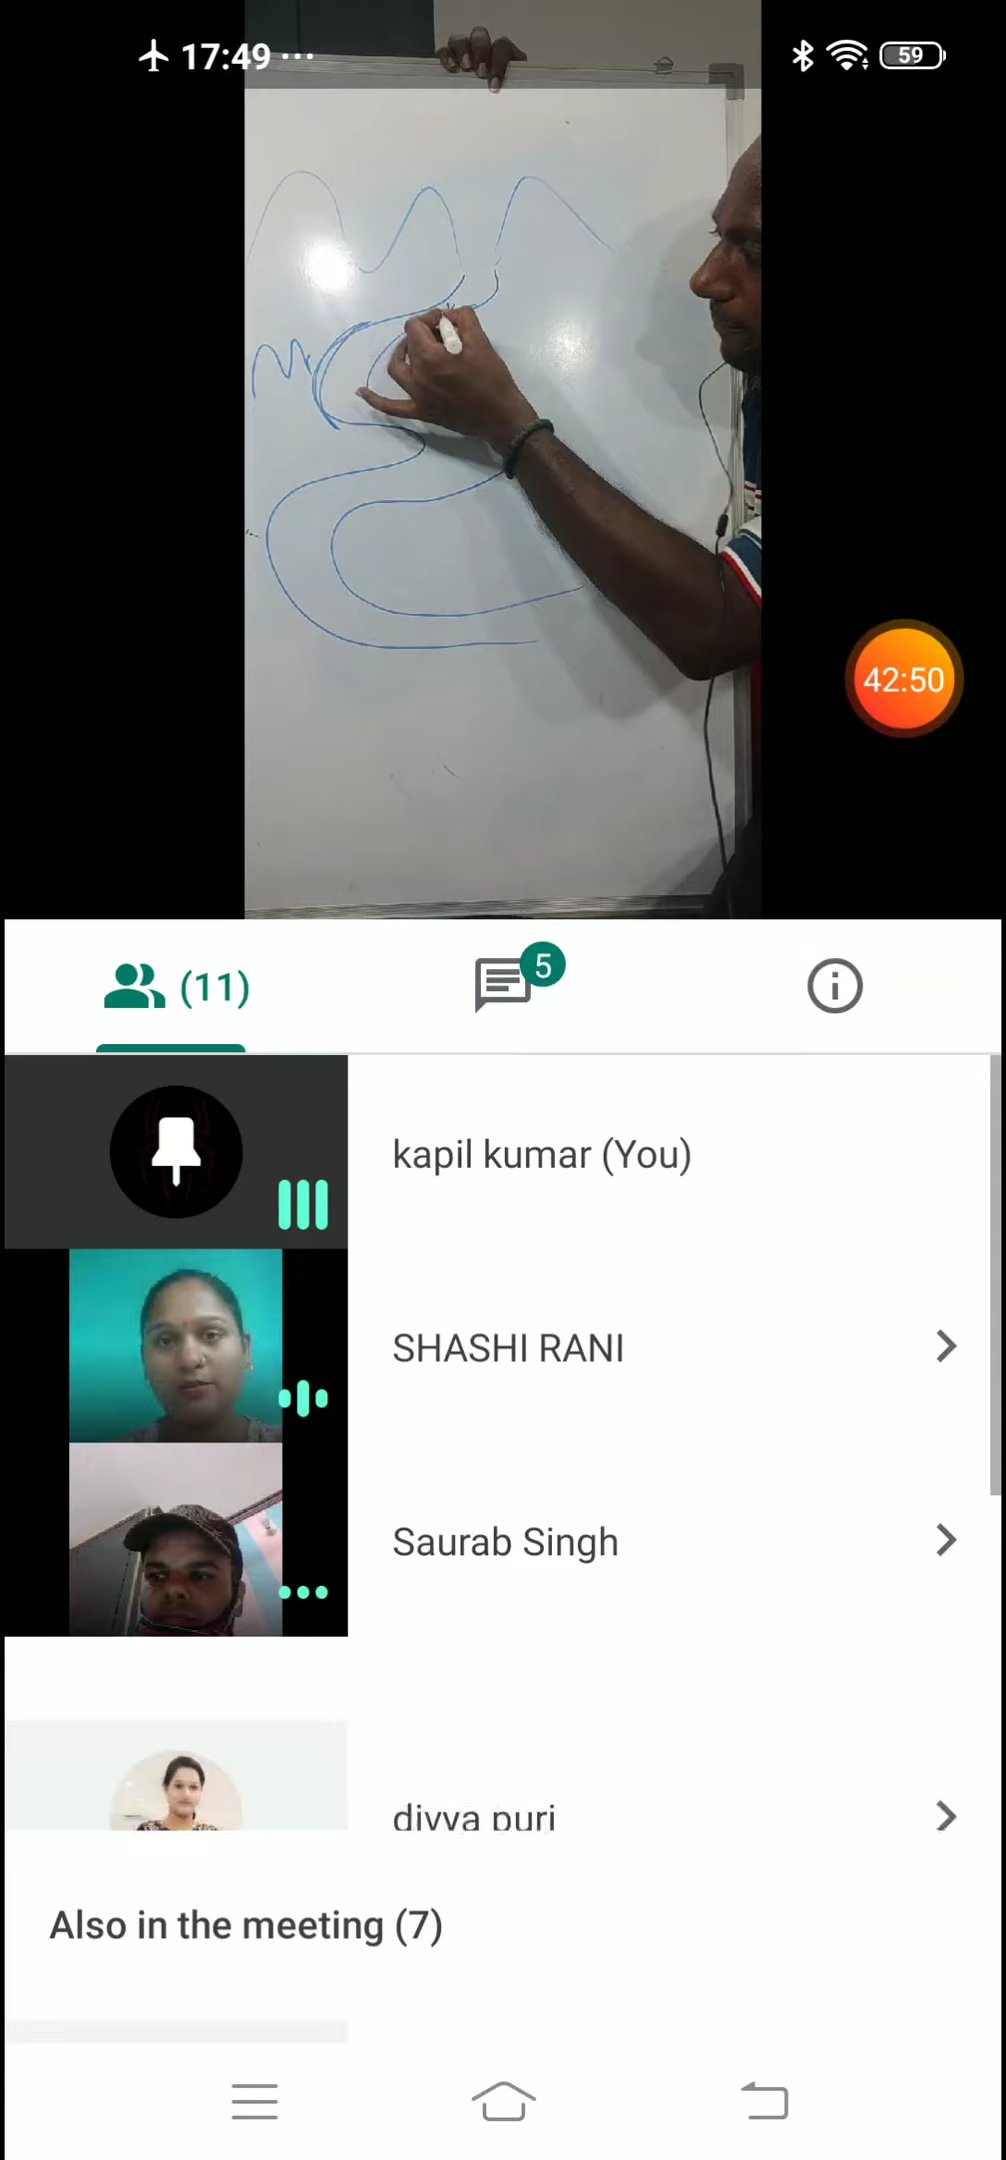 17:49 ...
59
42:50
(11)
5
kapil kumar (You)
SHASHI RANI
Saurab Singh
divya puri
Also in the meeting (7)